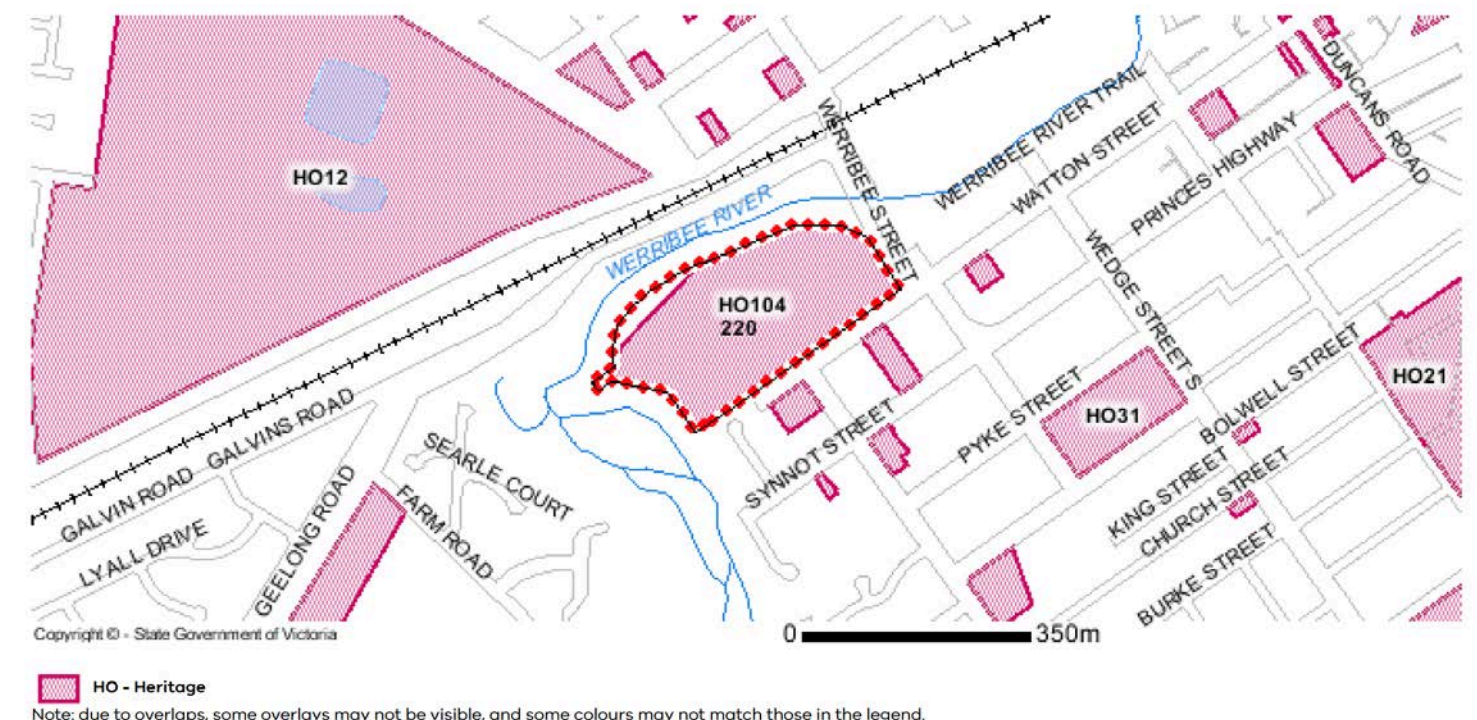 DUNCANS ROAD
WERRIBEE STREET
WERRIBEE RIVER TRAIL
WATTON STREET
PRINCES HIGHWAY
HO12
WERRIBEE RIVER
WEDGE STREET S
HO104
220
HO21
HO31
BOLWELL STREET
PYKE STREET
SYNNOT STREET
GALVINS ROAD
GALVIN ROAD
SEARLE COURT
FARM ROAD
GEELONG ROAD
LYALL DRIVE
KING STREET
CHURCH STREET
BURKE STREET
Copyright © - State Government of Victoria
0 350m
HO - Heritage
Note: due to overlaps, some overlays may not be visible, and some colours may not match those in the legend.